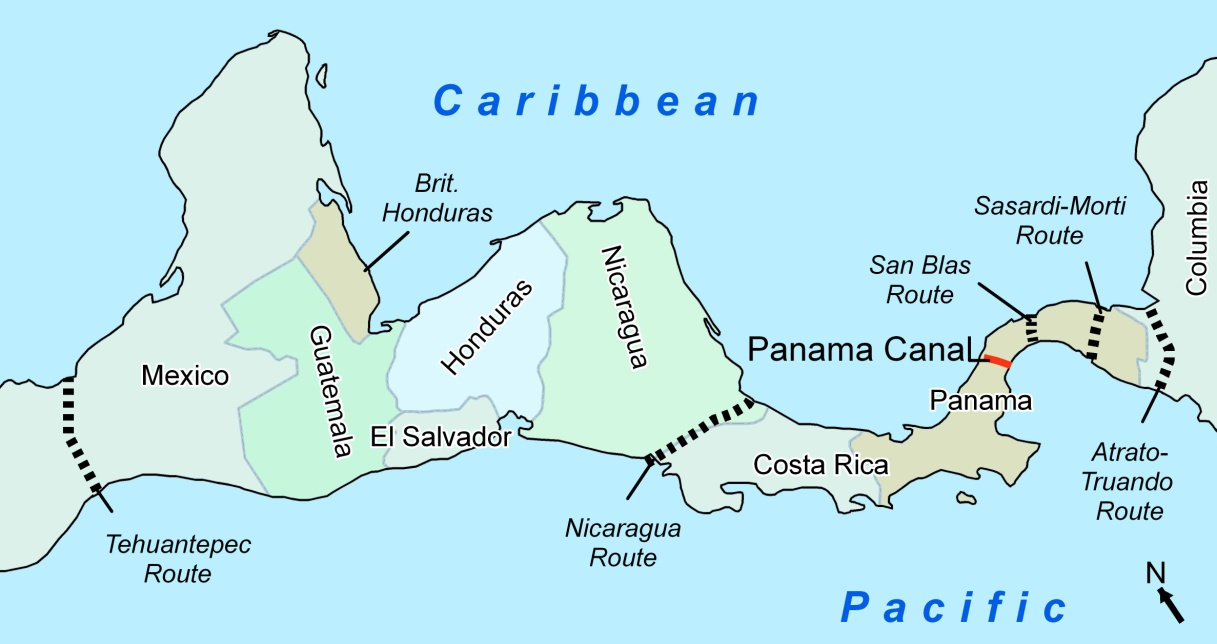 Caribbean
Brit.
Honduras
Sasardi-Morti
Route
Columbia
San Blas
Route
Nicaragua
Honduras
Guatemala
Panama Canal
Mexico
Panama
El Salvador
Costa Rica
Atrato-
Truando
Route
Nicaragua
Route
Tehuantepec
Route
N
Pacific